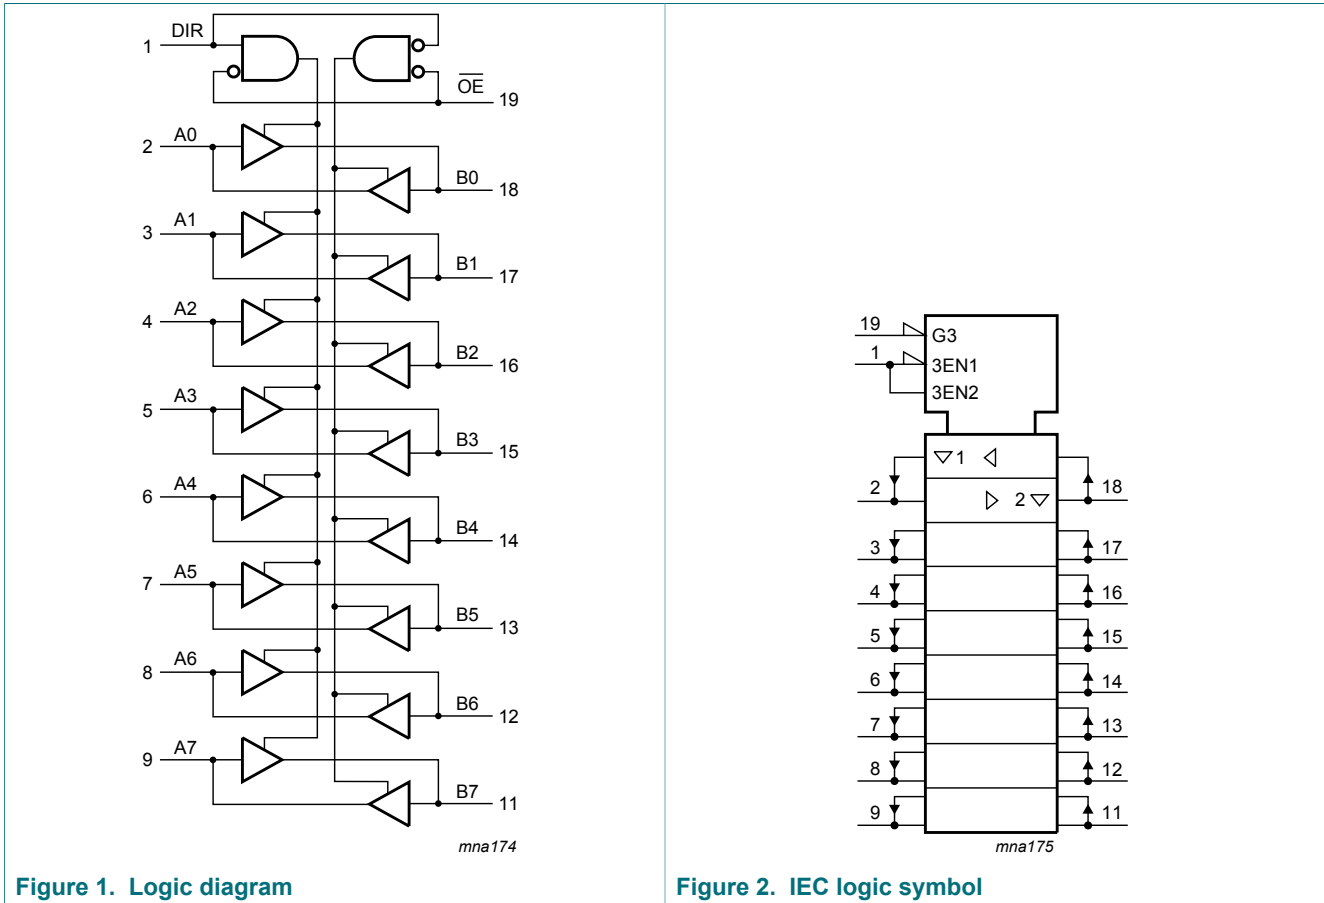 DIR
1
OE
19
2 A0
B0 18
3 A1
B1 17
4 A2
B2 16
5 A3
B3 15
6 A4
B4 14
7 A5
B5 13
8 A6
B6 12
9 A7
B7 11
mna174
Figure 1. Logic diagram
19 G3
1 3EN1
3EN2
1
2 18
2
3 17
4 16
5 15
6 14
7 13
8 12
9 11
mna175
Figure 2. IEC logic symbol